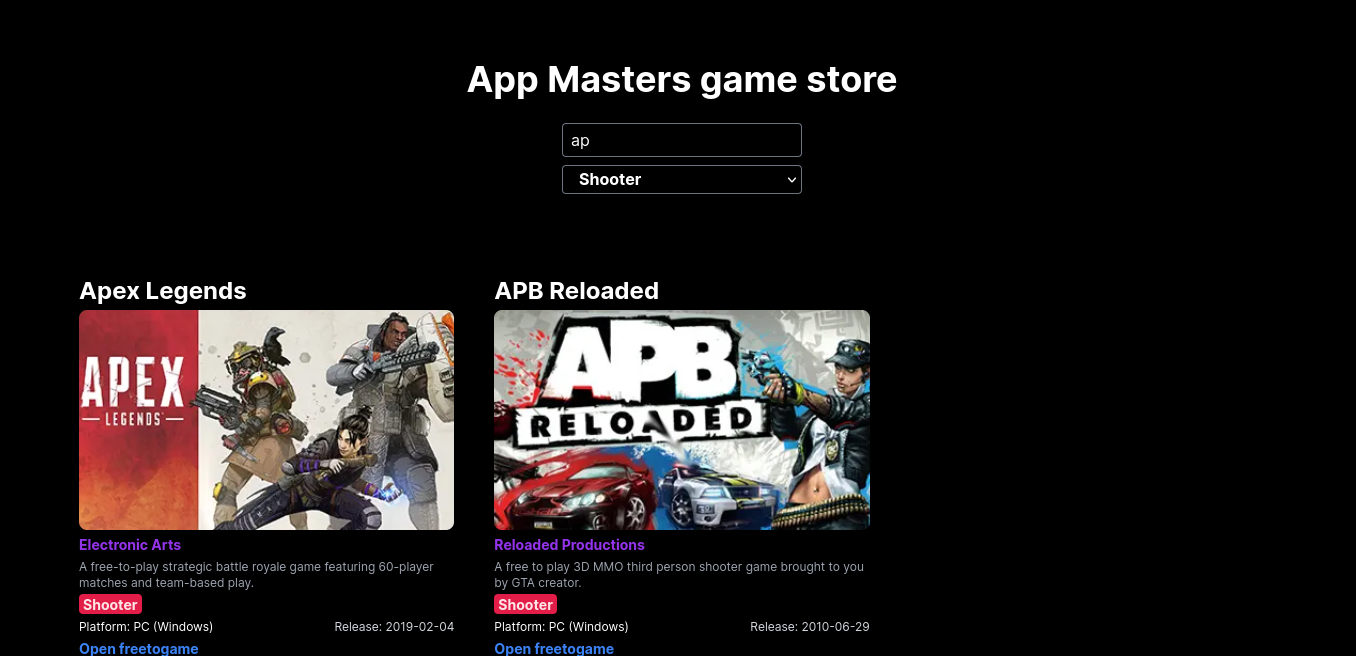 App Masters game store
ap
Shooter
Apex Legends
APEX
LEGENDS
Electronic Arts
A free-to-play strategic battle royale game featuring 60-player
matches and team-based play.
Shooter
Platform: PC (Windows) Release: 2019-02-04
Open freetogame
APB Reloaded
APB
RELOADED
Reloaded Productions
A free to play 3D MMO third person shooter game brought to you
by GTA creator.
Shooter
Platform: PC (Windows) Release: 2010-06-29
Open freetogame